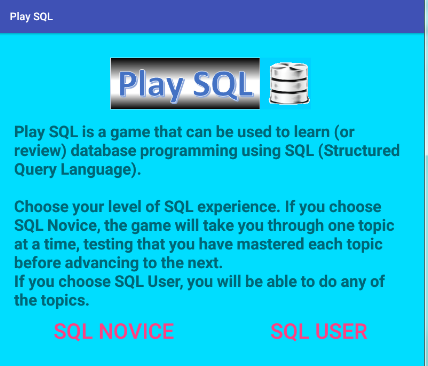 Play SQL
Play SQL
Play SQL is a game that can be used to learn (or
review) database programming using SQL (Structured
Query Language).
Choose your level of SQL experience. If you choose
SQL Novice, the game will take you through one topic
at a time, testing that you have mastered each topic
before advancing to the next.
If you choose SQL User, you will be able to do any of
the topics.
SQL NOVICE
SQL USER